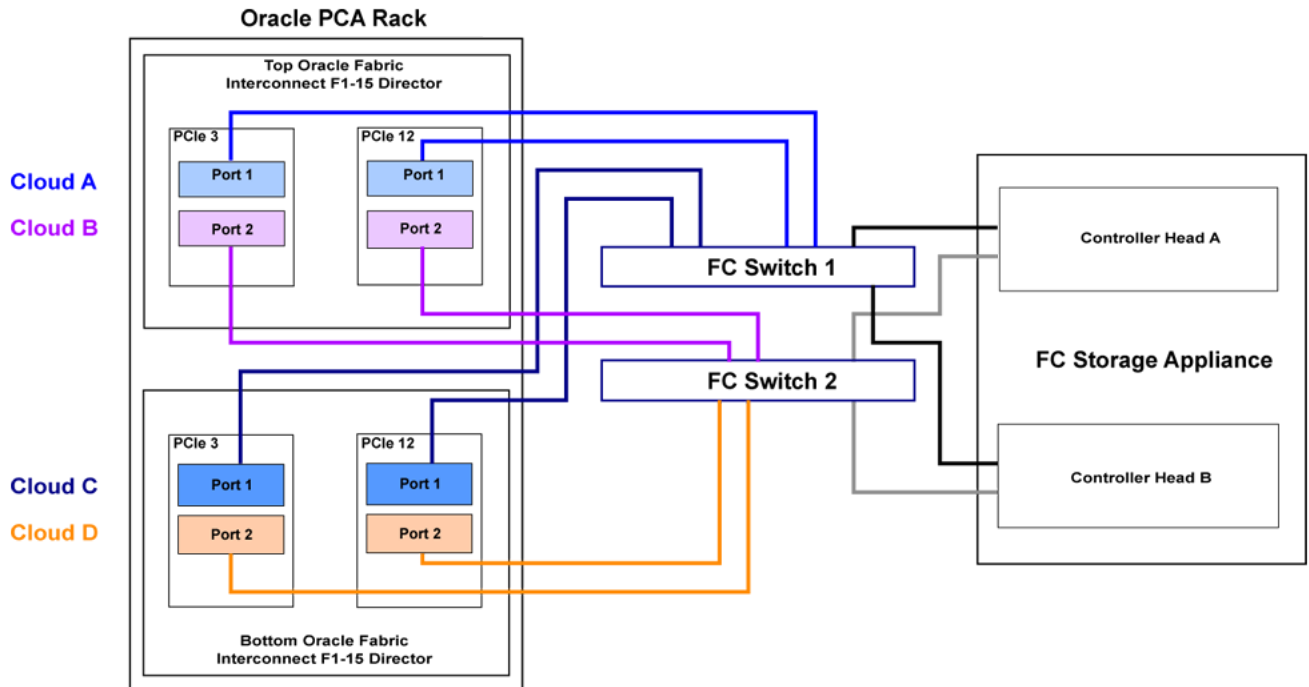 Oracle PCA Rack
Top Oracle Fabric
Interconnect F1-15 Director
PCIe 3
PCIe 12
Port 1
Port 1
Cloud A
Cloud B
Port 2
Port 2
FC Switch 1
Controller Head A
FC Storage Appliance
FC Switch 2
PCIe 3
PCIe 12
Cloud C
Port 1
Port 1
Controller Head B
Cloud D
Port 2
Port 2
Bottom Oracle Fabric
Interconnect F1-15 Director